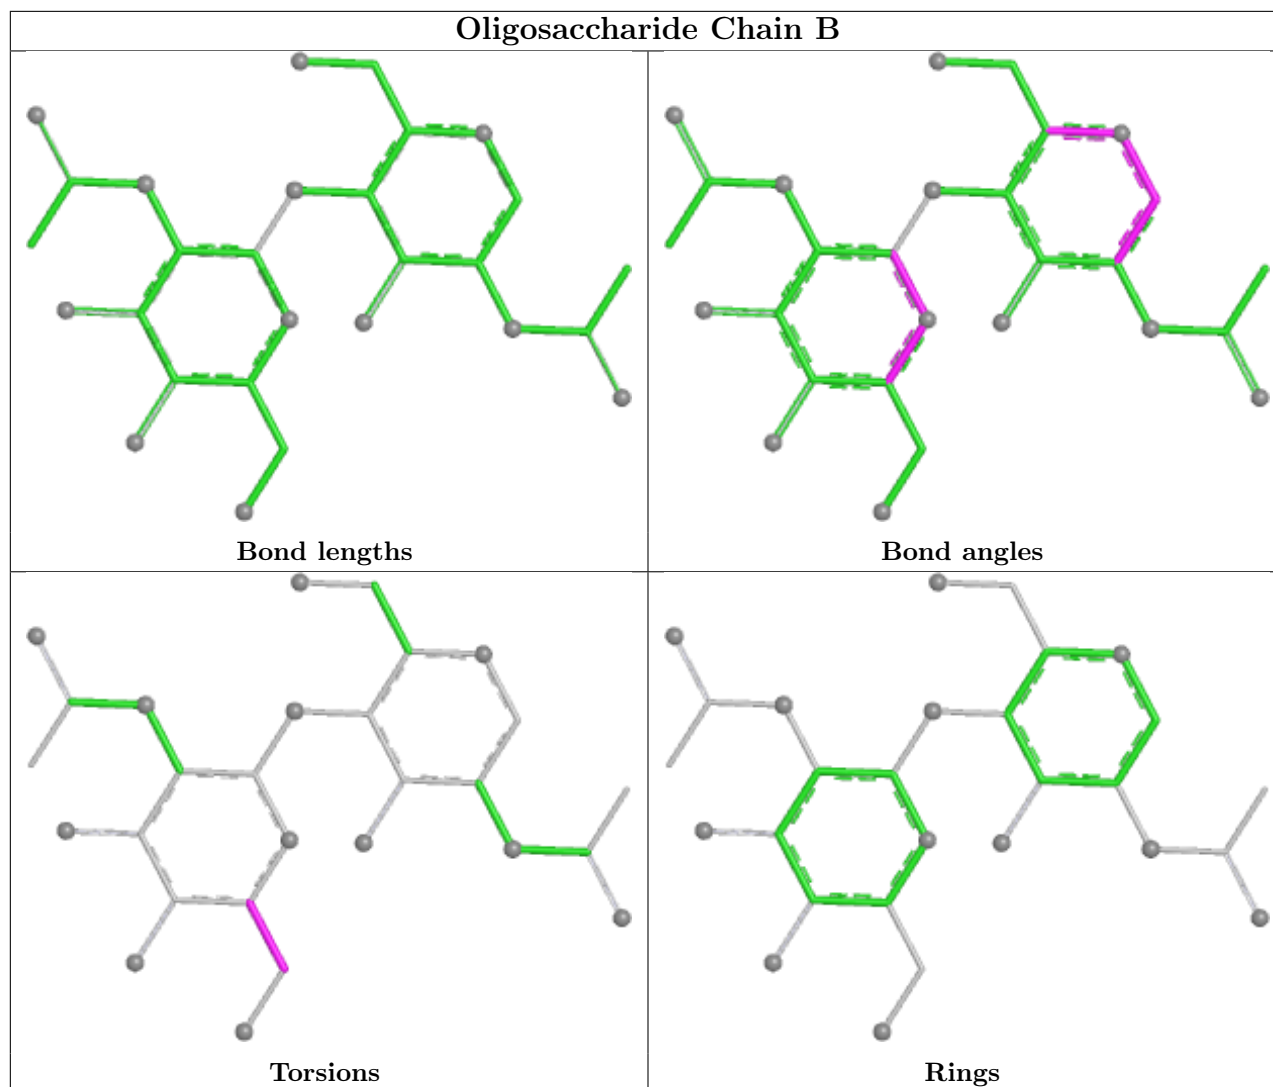 Oligosaccharide Chain B
Bond lengths
Bond angles
Torsions
Rings